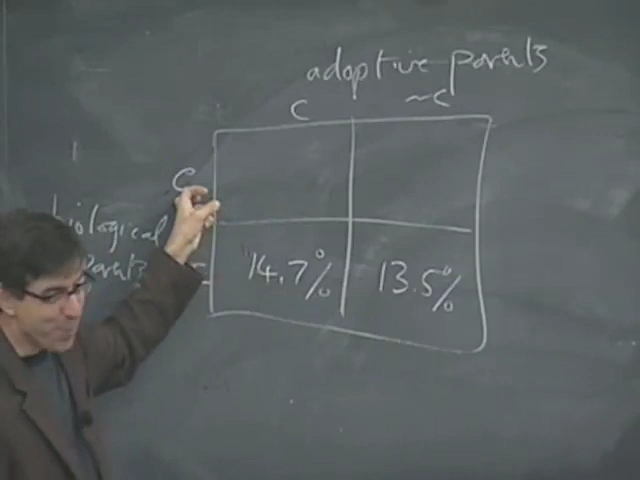 adoptive parents
C ~C
C
biological
parents
14.7% 13.5%